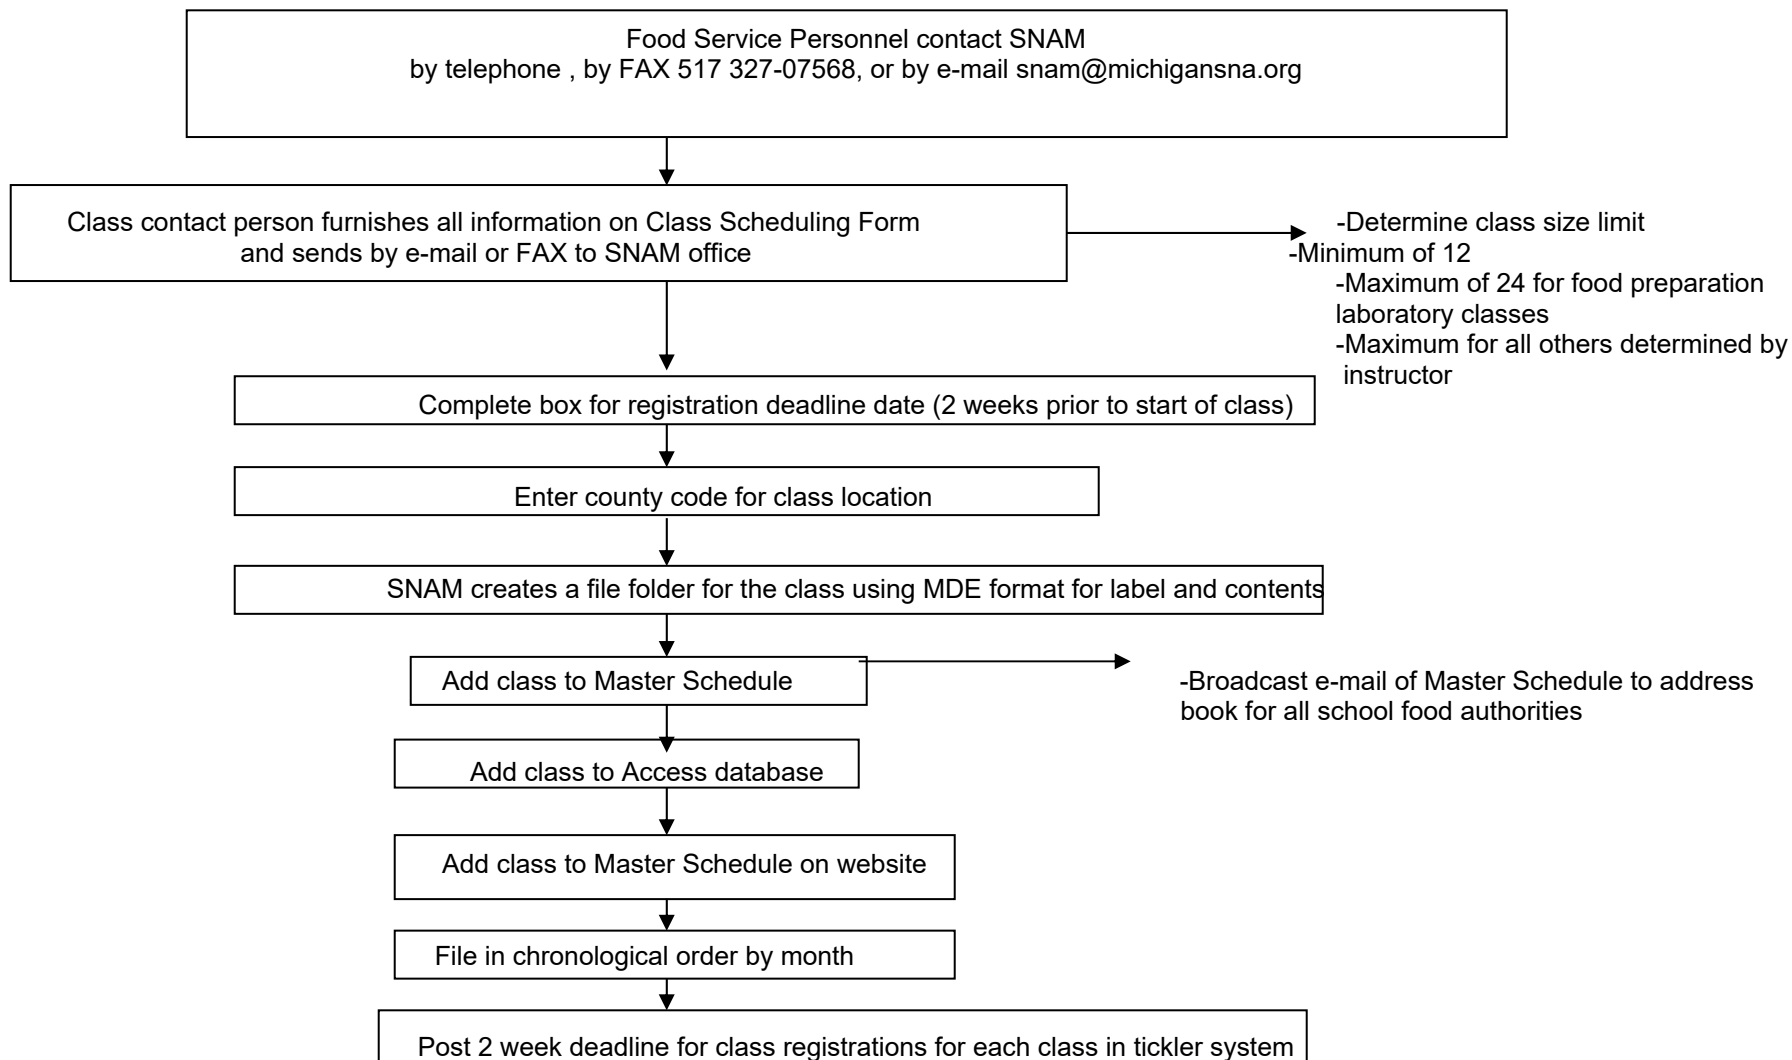 Food Service Personnel contact SNAM
by telephone , by FAX 517 327-07568, or by e-mail snam@michigansna.org
Class contact person furnishes all information on Class Scheduling Form
and sends by e-mail or FAX to SNAM office
-Determine class size limit
-Minimum of 12
-Maximum of 24 for food preparation
laboratory classes
-Maximum for all others determined by
instructor
Complete box for registration deadline date (2 weeks prior to start of class)
Enter county code for class location
SNAM creates a file folder for the class using MDE format for label and contents
Add class to Master Schedule
-Broadcast e-mail of Master Schedule to address
book for all school food authorities
Add class to Access database
Add class to Master Schedule on website
File in chronological order by month
Post 2 week deadline for class registrations for each class in tickler system